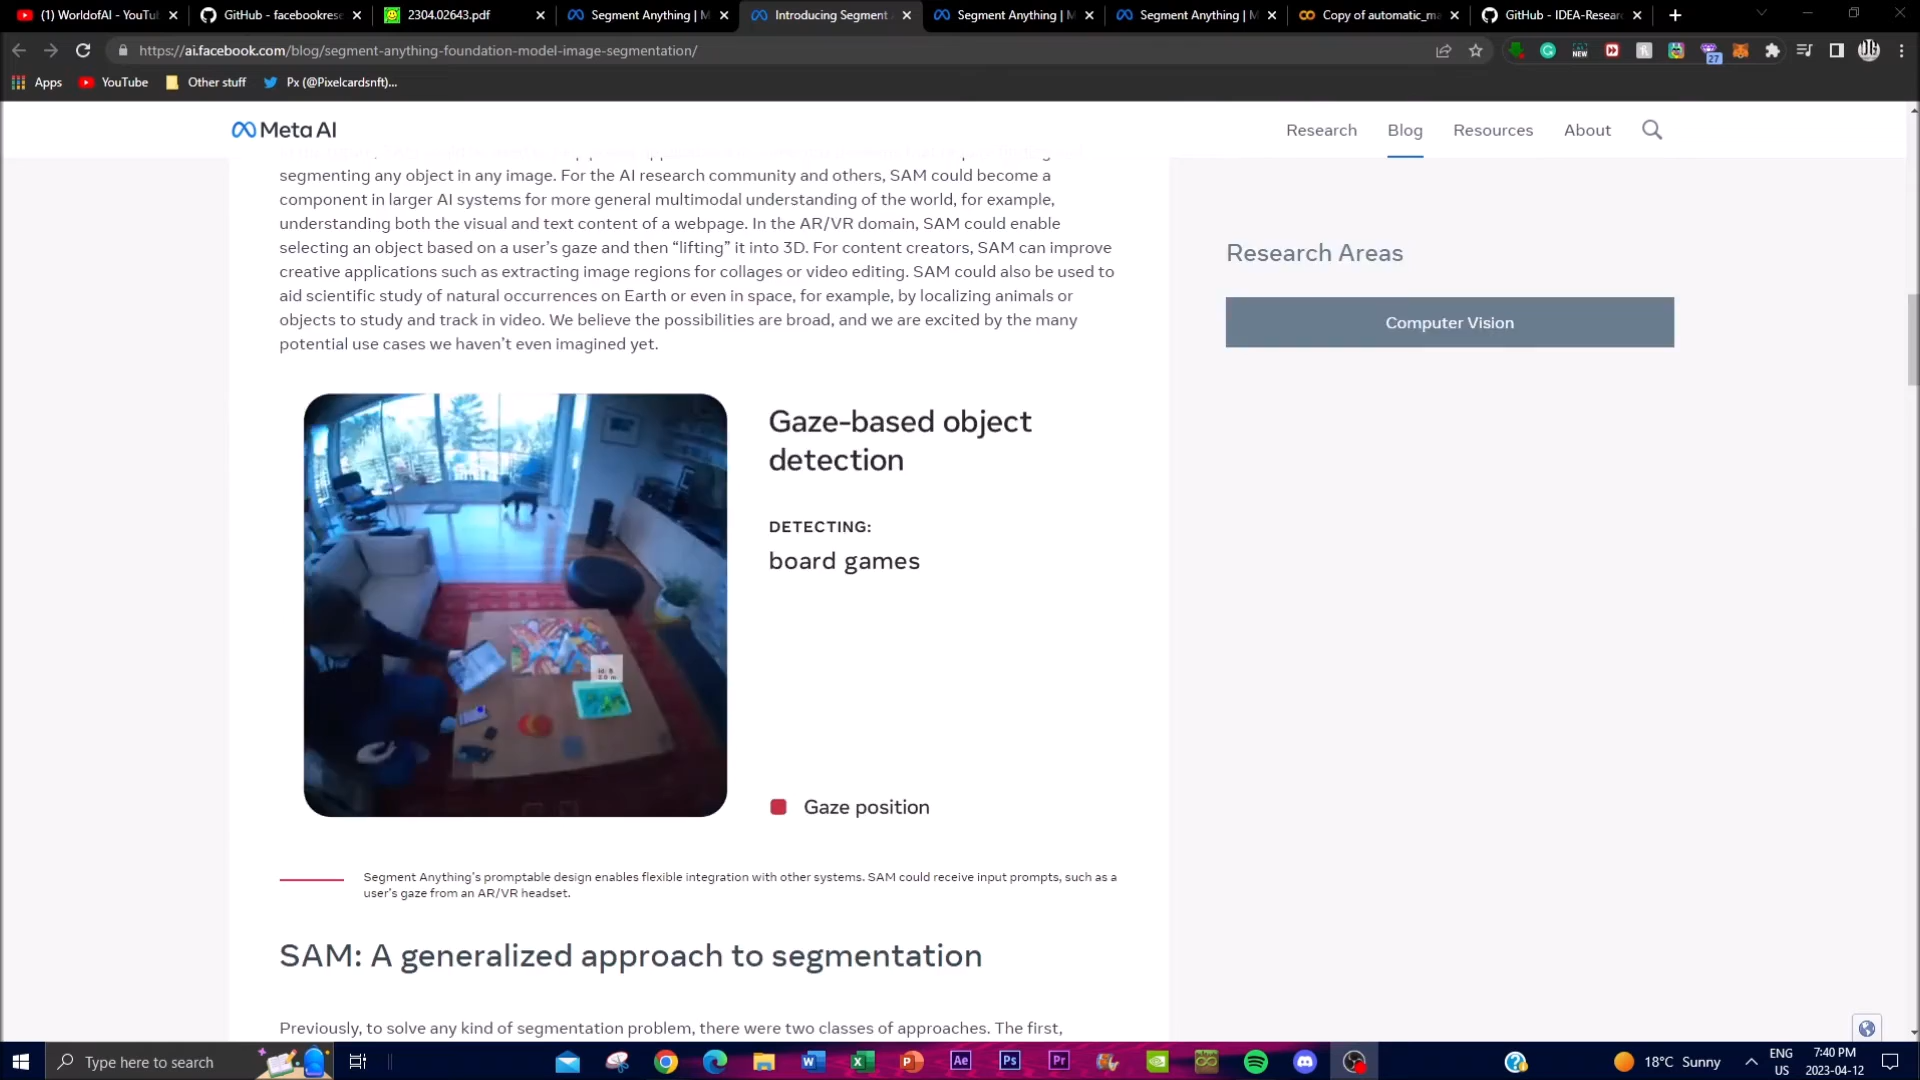 (1) WorldofAI - YouTu
GitHub - facebookrese
2304.02643.pdf
Segment Anything | M
Introducing Segment
Segment Anything | M
Segment Anything | M
Copy of automatic_m
GitHub - IDEA-Resear
https://ai.facebook.com/blog/segment-anything-foundation-model-image-segmentation/
NEW
27
Apps
YouTube
Other stuff
Px (@Pixelcardsnft)...
Meta AI
Research
Blog
Resources
About
segmenting any object in any image. For the AI research community and others, SAM could become a
component in larger AI systems for more general multimodal understanding of the world, for example,
understanding both the visual and text content of a webpage. In the AR/VR domain, SAM could enable
selecting an object based on a user’s gaze and then “lifting” it into 3D. For content creators, SAM can improve
creative applications such as extracting image regions for collages or video editing. SAM could also be used to
aid scientific study of natural occurrences on Earth or even in space, for example, by localizing animals or
objects to study and track in video. We believe the possibilities are broad, and we are excited by the many
potential use cases we haven’t even imagined yet.
Research Areas
Computer Vision
Gaze-based object
detection
DETECTING:
board games
Gaze position
Segment Anything’s promptable design enables flexible integration with other systems. SAM could receive input prompts, such as a
user’s gaze from an AR/VR headset.
SAM: A generalized approach to segmentation
Previously, to solve any kind of segmentation problem, there were two classes of approaches. The first,
Type here to search
Ae
Ps
Pr
18°C Sunny
ENG
US
7:40 PM
2023-04-12